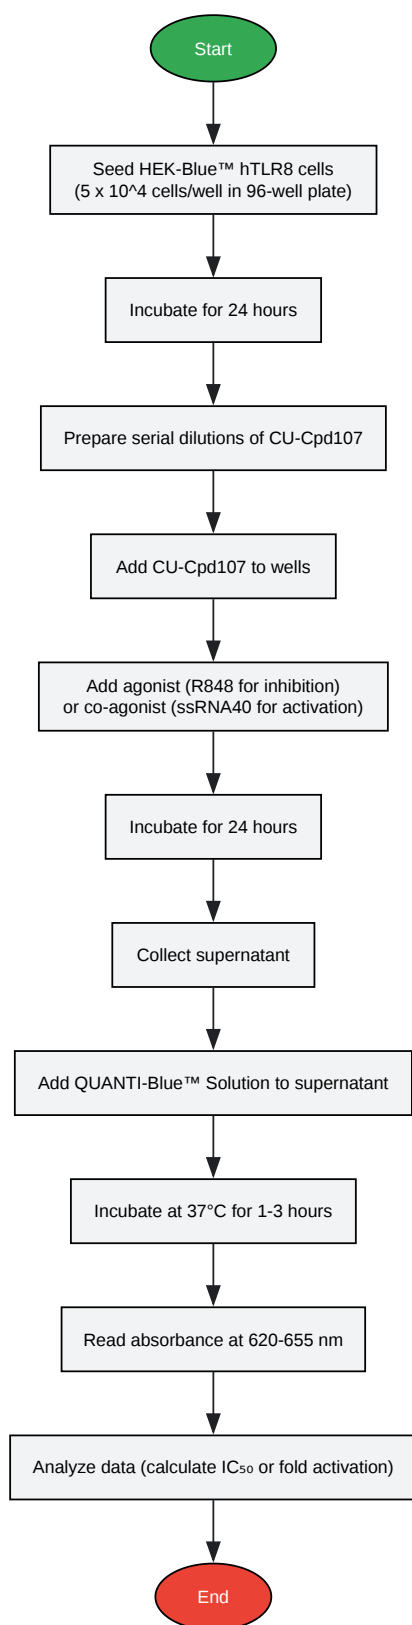 Start
Seed HEK-Blue™ hTLR8 cells
(5 x 10^4 cells/well in 96-well plate)
Incubate for 24 hours
Prepare serial dilutions of CU-Cpd107
Add CU-Cpd107 to wells
Add agonist (R848 for inhibition)
or co-agonist (ssRNA40 for activation)
Incubate for 24 hours
Collect supernatant
Add QUANTI-Blue™ Solution to supernatant
Incubate at 37°C for 1-3 hours
Read absorbance at 620-655 nm
Analyze data (calculate IC₅₀ or fold activation)
End